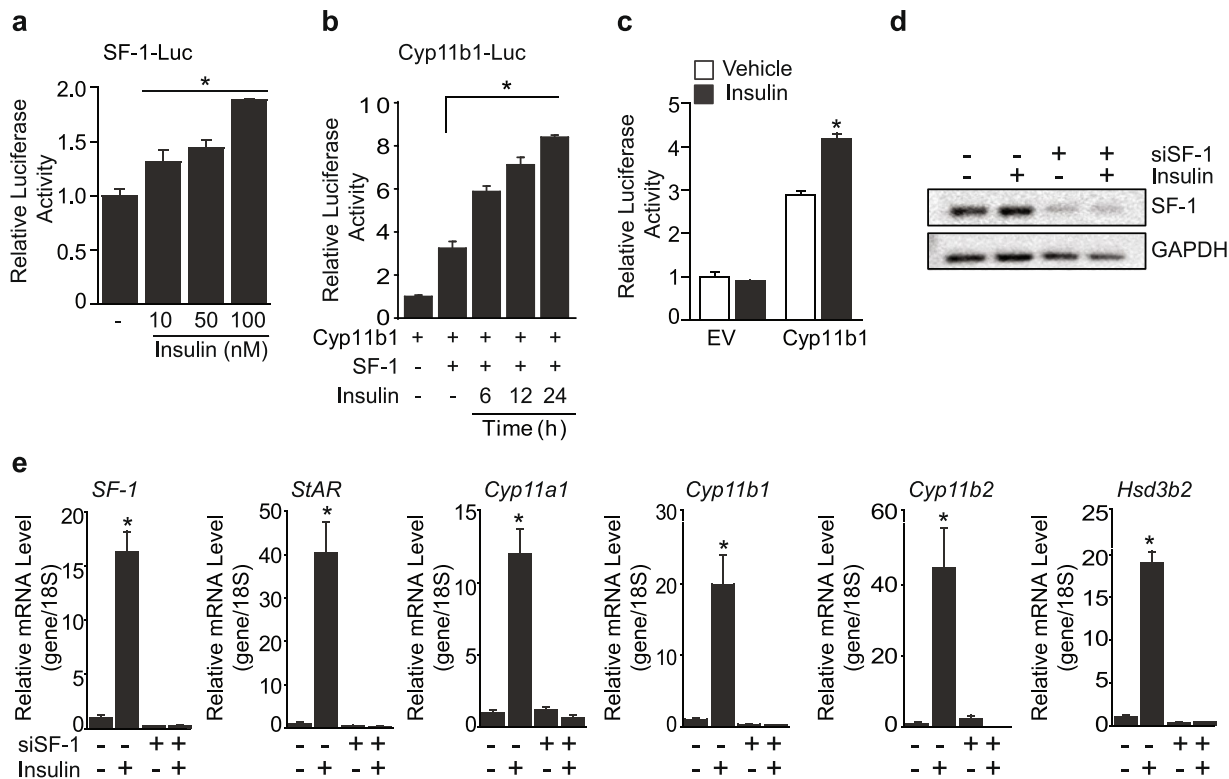 a
SF-1-Luc
Relative Luciferase
Activity
2.0
1.5
1.0
0.5
0
*
- 10 50 100
Insulin (nM)
b
Cyp11b1-Luc
Relative Luciferase
Activity
10
8
6
4
2
0
*
Cyp11b1 + + + + +
SF-1 - + + + +
Insulin - - 6 12 24
Time (h)
c
Vehicle
Insulin
Relative Luciferase
Activity
5
4
3
2
1
0
*
EV Cyp11b1
d
- - + + siSF-1
- + - + Insulin
SF-1
GAPDH
e
SF-1
Relative mRNA Level
(gene/18S)
20
15
10
5
0
*
siSF-1 - - + +
Insulin - + - +
StAR
Relative mRNA Level
(gene/18S)
50
40
30
20
10
0
*
- - + +
- + - +
Cyp11a1
Relative mRNA Level
(gene/18S)
15
10
5
0
*
- - + +
- + - +
Cyp11b1
Relative mRNA Level
(gene/18S)
30
20
10
0
*
- - + +
- + - +
Cyp11b2
Relative mRNA Level
(gene/18S)
60
40
20
0
*
- - + +
- + - +
Hsd3b2
Relative mRNA Level
(gene/18S)
25
20
15
10
5
0
*
- - + +
- + - +